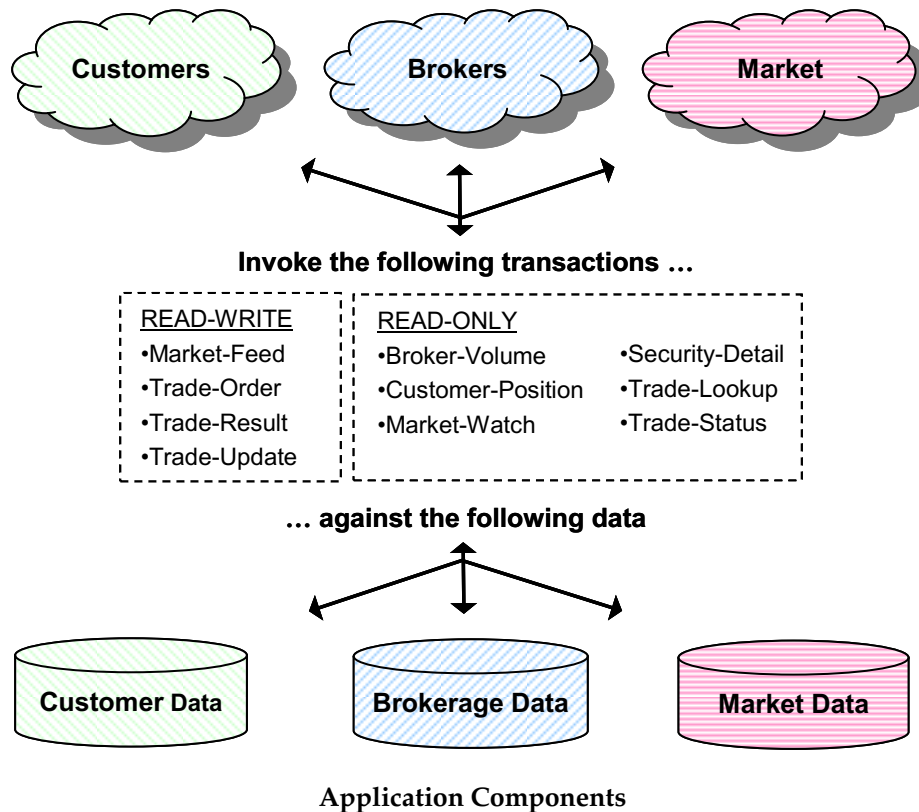 Customers
Brokers
Market
Invoke the following transactions …
READ-WRITE
•Market-Feed
•Trade-Order
•Trade-Result
•Trade-Update
READ-ONLY
•Broker-Volume
•Customer-Position
•Market-Watch
•Security-Detail
•Trade-Lookup
•Trade-Status
… against the following data
Customer Data
Brokerage Data
Market Data
Application Components